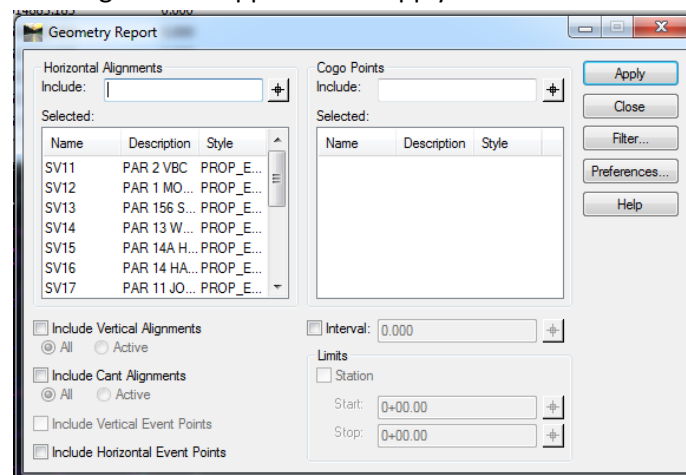 Geometry Report
Horizontal Alignments
Include:
Selected:
Name Description Style
SV11 PAR 2 VBC PROP_E...
SV12 PAR 1 MO... PROP_E...
SV13 PAR 156 S... PROP_E...
SV14 PAR 13 W... PROP_E...
SV15 PAR 14A H... PROP_E...
SV16 PAR 14 HA... PROP_E...
SV17 PAR 11 JO... PROP_E...
Include Vertical Alignments
All Active
Include Cant Alignments
All Active
Include Vertical Event Points
Include Horizontal Event Points
Cogo Points
Include:
Selected:
Name Description Style
Interval: 0.000
Limits
Station
Start: 0+00.00
Stop: 0+00.00
Apply
Close
Filter...
Preferences...
Help